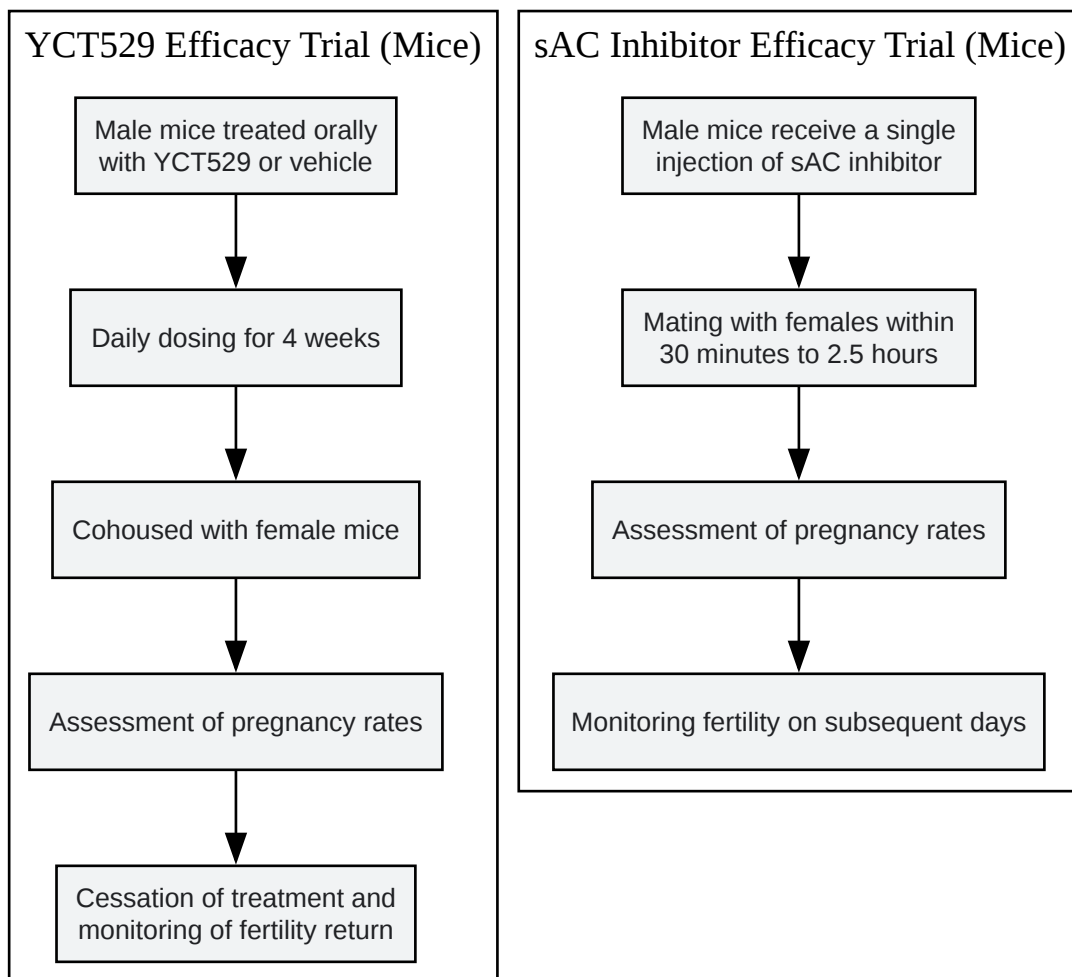 YCT529 Efficacy Trial (Mice)
Male mice treated orally
with YCT529 or vehicle
Daily dosing for 4 weeks
Cohoused with female mice
Assessment of pregnancy rates
Cessation of treatment and
monitoring of fertility return
sAC Inhibitor Efficacy Trial (Mice)
Male mice receive a single
injection of sAC inhibitor
Mating with females within
30 minutes to 2.5 hours
Assessment of pregnancy rates
Monitoring fertility on subsequent days